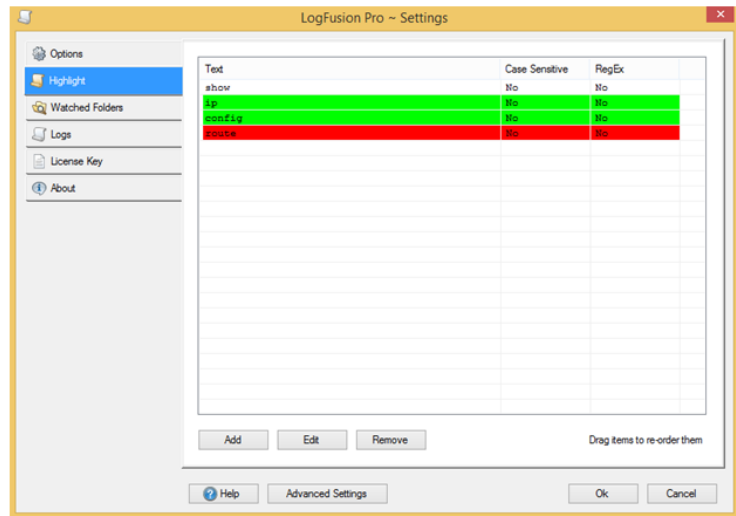 LogFusion Pro ~ Settings
Options
Highlight
Watched Folders
Logs
License Key
About
Text Case Sensitive RegEx
show No No
ip No No
config No No
route No No
Add Edit Remove Drag items to re-order them
Help Advanced Settings Ok Cancel